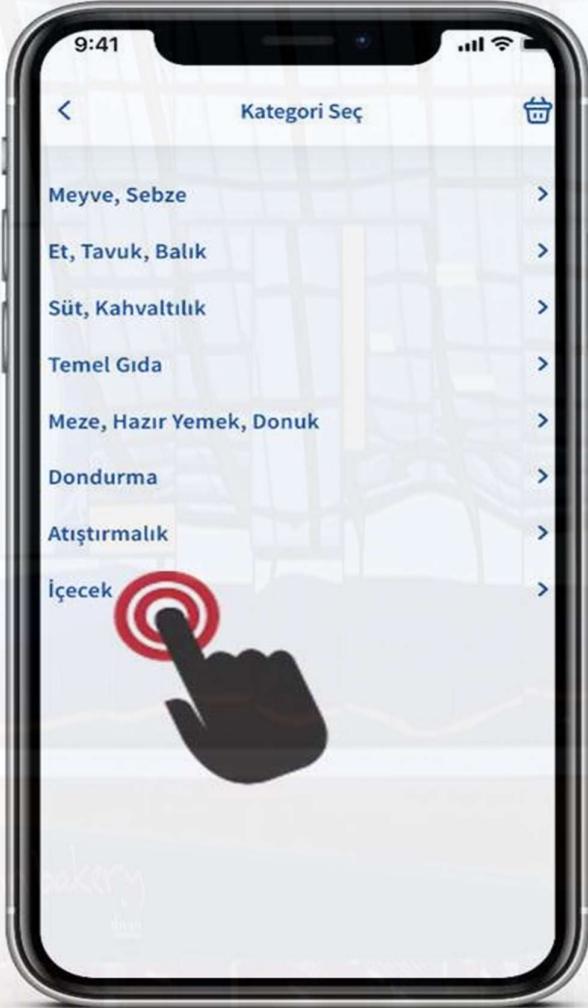 9:41
Kategori Seç
Meyve, Sebze
Et, Tavuk, Balık
Süt, Kahvaltılık
Temel Gıda
Meze, Hazır Yemek, Donuk
Dondurma
Atıştırmalık
İçecek
bakery